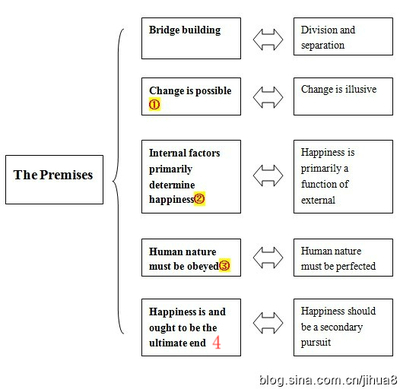 The Premises
Bridge building
Division and
separation
Change is possible
①
Change is illusive
Internal factors
primarily
determine
happiness②
Happiness is
primarily a
function of
external
Human nature
must be obeyed③
Human nature
must be perfected
Happiness is and
ought to be the
ultimate end 4
Happiness should
be a secondary
pursuit
blog.sina.com.cn/jihua8